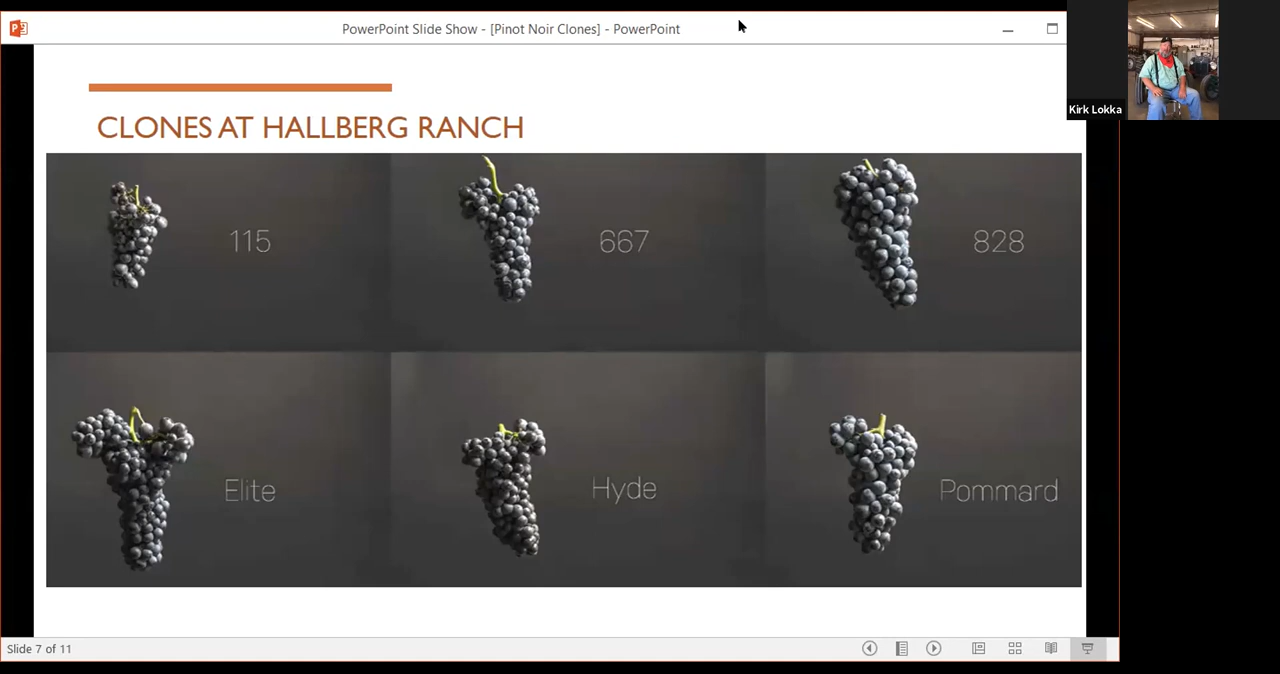 PowerPoint Slide Show - [Pinot Noir Clones] - PowerPoint
Kirk Lokka
CLONES AT HALLBERG RANCH
115
667
828
Elite
Hyde
Pommard
Slide 7 of 11